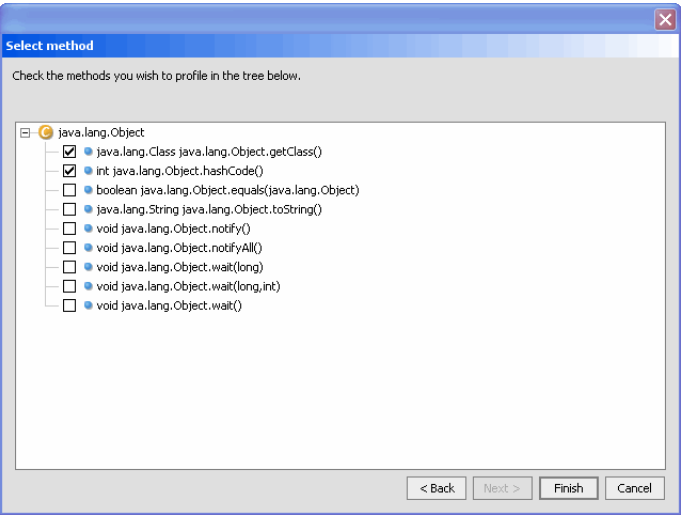 Select method
Check the methods you wish to profile in the tree below.
C java.lang.Object
java.lang.Class java.lang.Object.getClass()
int java.lang.Object.hashCode()
boolean java.lang.Object.equals(java.lang.Object)
java.lang.String java.lang.Object.toString()
void java.lang.Object.notify()
void java.lang.Object.notifyAll()
void java.lang.Object.wait(long)
void java.lang.Object.wait(long,int)
void java.lang.Object.wait()
< Back Next > Finish Cancel